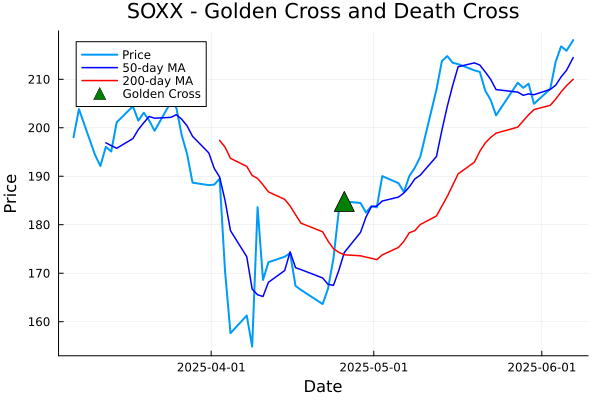 SOXX - Golden Cross and Death Cross
Price
50-day MA
200-day MA
Golden Cross
Price
210
200
190
180
170
160
2025-04-01
2025-05-01
2025-06-01
Date